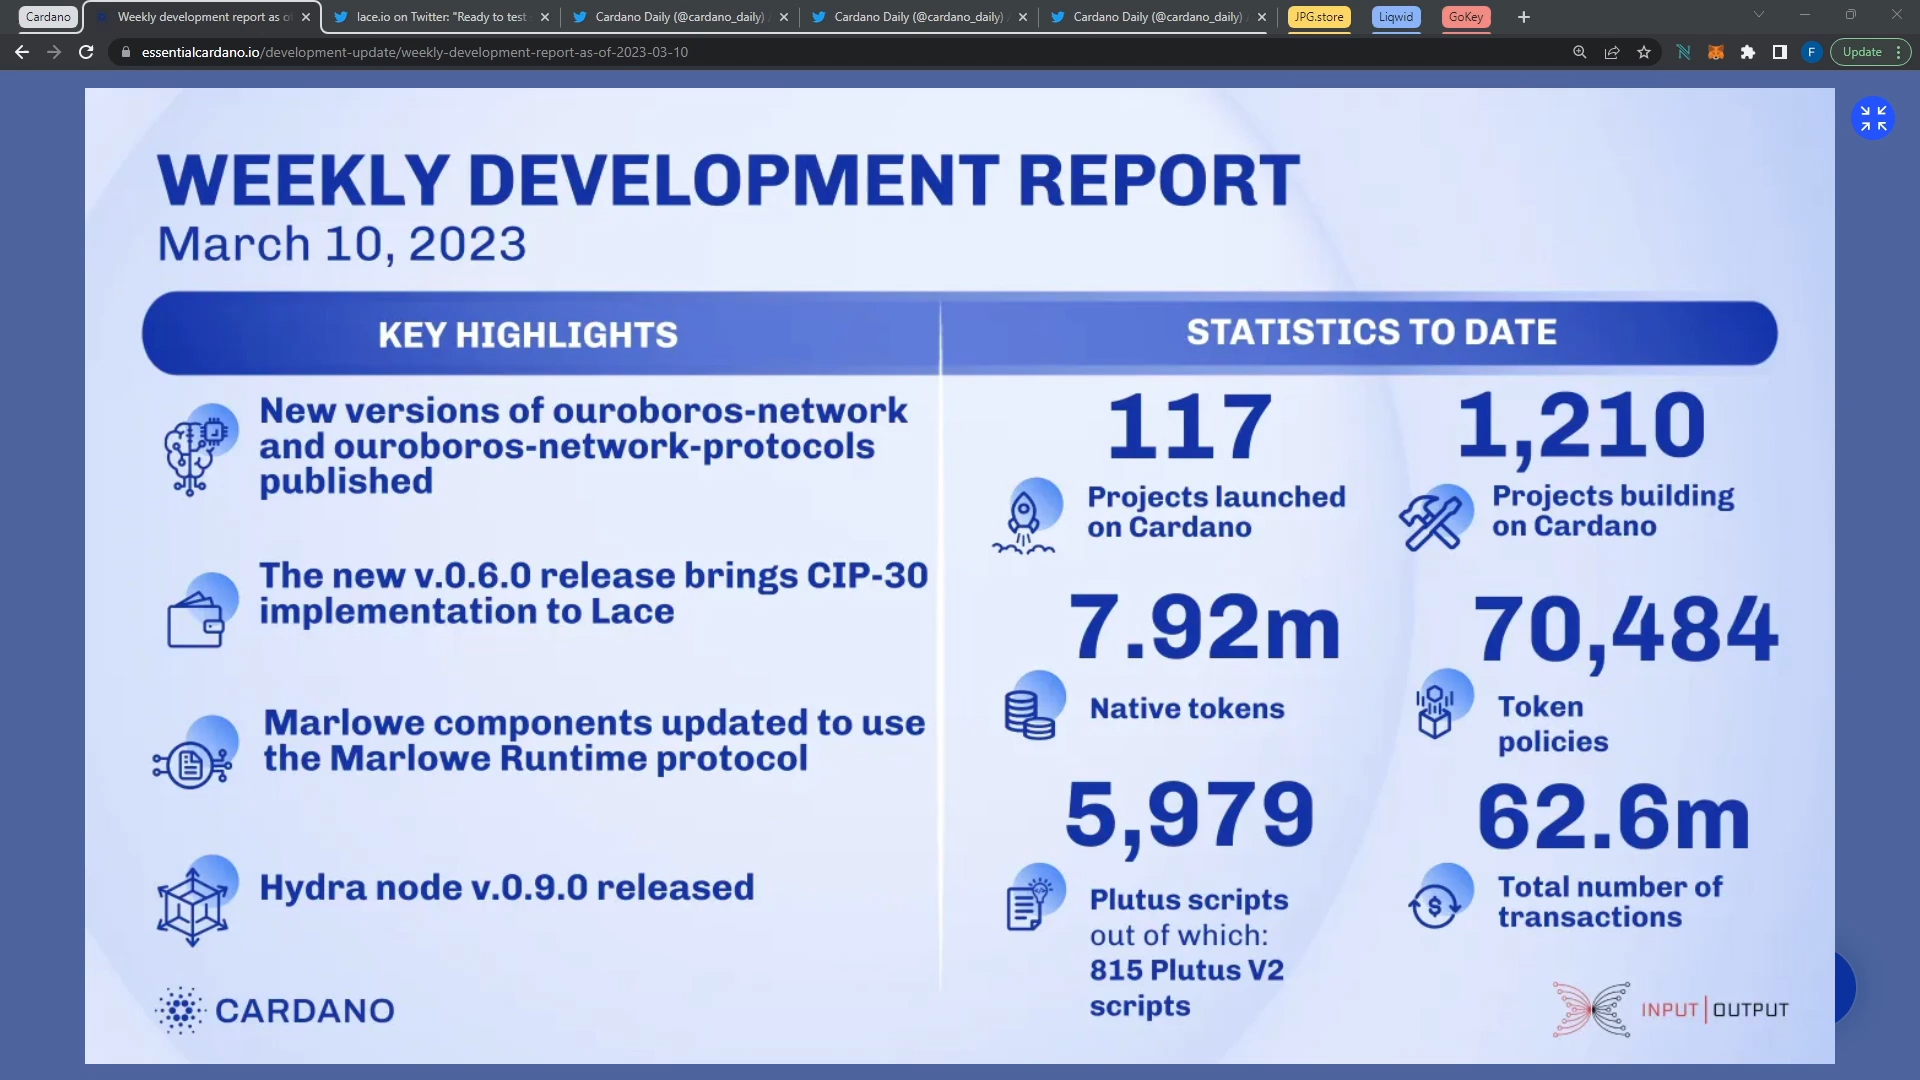 Cardano
Weekly development report as o
lace.io on Twitter: "Ready to test
Cardano Daily (@cardano_daily)
Cardano Daily (@cardano_daily)
Cardano Daily (@cardano_daily)
JPG.store
Liqwid
GoKey
essentialcardano.io/development-update/weekly-development-report-as-of-2023-03-10
F
Update
WEEKLY DEVELOPMENT REPORT
March 10, 2023
KEY HIGHLIGHTS
New versions of ouroboros-network
and ouroboros-network-protocols
published
The new v.0.6.0 release brings CIP-30
implementation to Lace
Marlowe components updated to use
the Marlowe Runtime protocol
Hydra node v.0.9.0 released
STATISTICS TO DATE
117
Projects launched
on Cardano
1,210
Projects building
on Cardano
7.92m
Native tokens
70,484
Token
policies
5,979
Plutus scripts
out of which:
815 Plutus V2
scripts
62.6m
Total number of
transactions
CARDANO
INPUT | OUTPUT